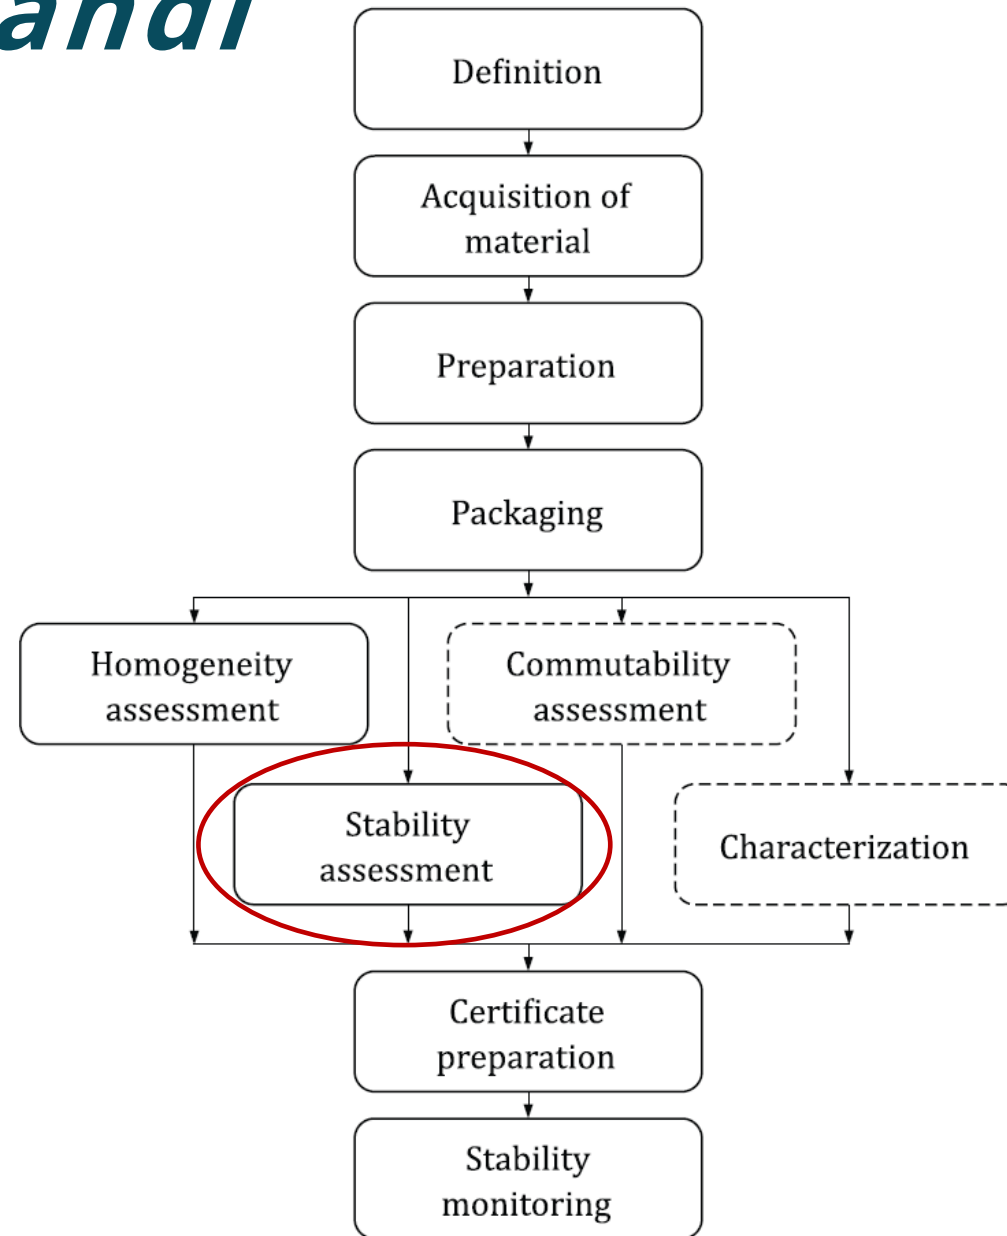 andi
Definition
Acquisition of
material
Preparation
Packaging
Homogeneity
assessment
Commutability
assessment
Stability
assessment
Characterization
Certificate
preparation
Stability
monitoring